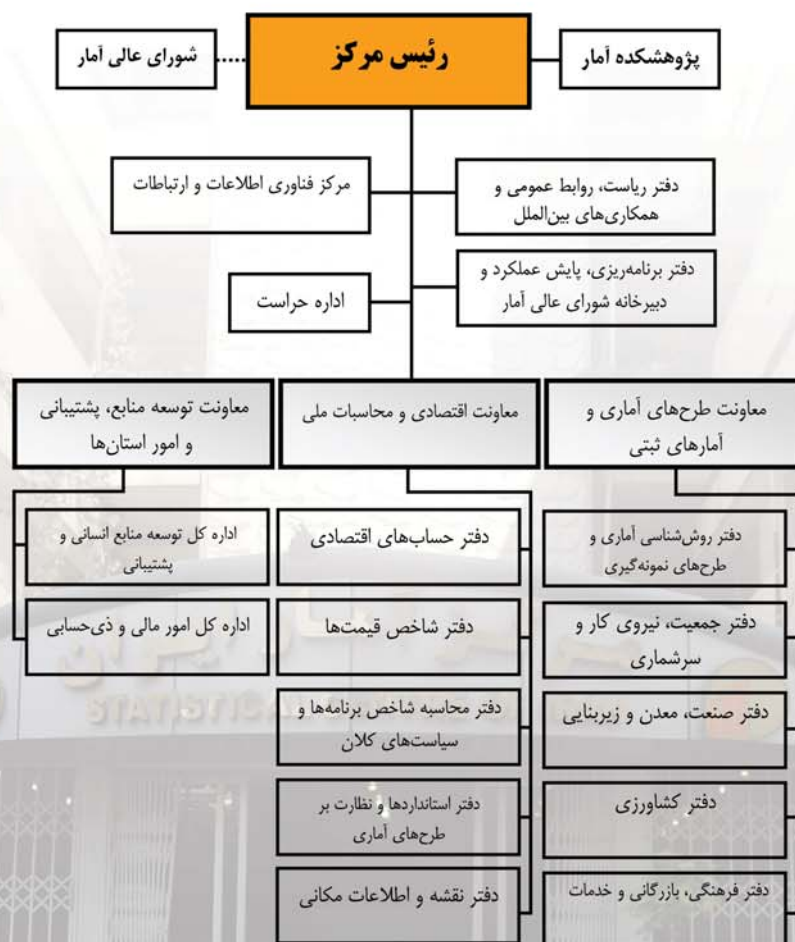 پژوهشکده آمار
رئیس مرکز
شورای عالی آمار
دفتر ریاست، روابط عمومی و
همکاری‌های بین‌الملل
مرکز فناوری اطلاعات و ارتباطات
دفتر برنامه‌ریزی، پایش عملکرد و
دبیرخانه شورای عالی آمار
اداره حراست
معاونت طرح‌های آماری و
آمارهای ثبتی
معاونت اقتصادی و محاسبات ملی
معاونت توسعه منابع، پشتیبانی
و امور استان‌ها
دفتر روش‌شناسی آماری و
طرح‌های نمونه‌گیری
دفتر جمعیت، نیروی کار و
سرشماری
دفتر صنعت، معدن و زیربنایی
دفتر کشاورزی
دفتر فرهنگی، بازرگانی و خدمات
دفتر حساب‌های اقتصادی
دفتر شاخص قیمت‌ها
دفتر محاسبه شاخص برنامه‌ها و
سیاست‌های کلان
دفتر استانداردها و نظارت بر
طرح‌های آماری
دفتر نقشه و اطلاعات مکانی
اداره کل توسعه منابع انسانی و
پشتیبانی
اداره کل امور مالی و ذی‌حسابی